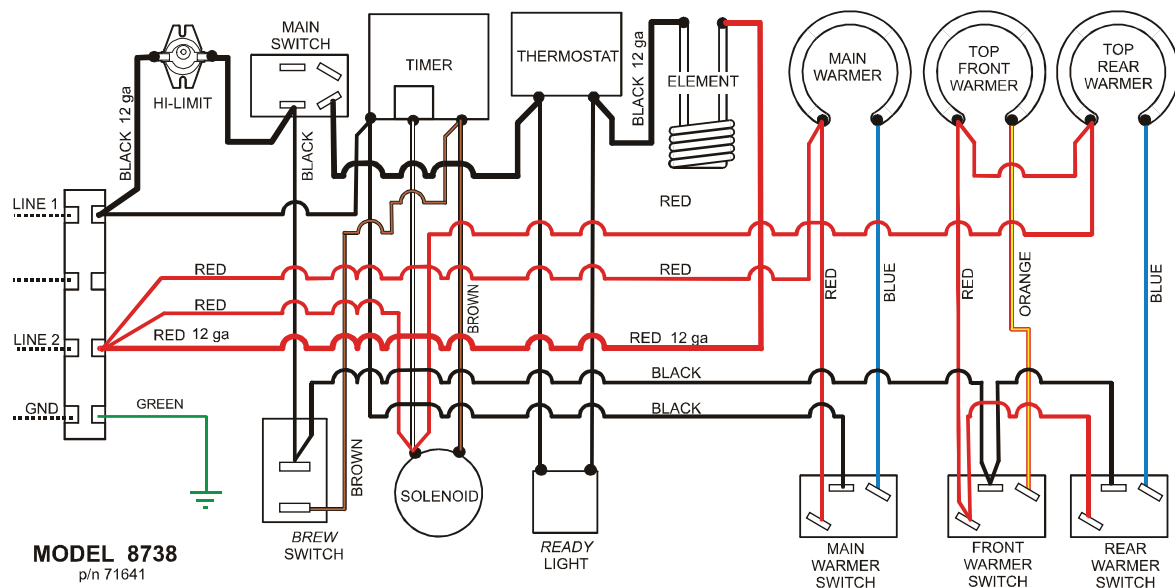 MAIN
SWITCH
TIMER
THERMOSTAT
BLACK 12 ga
ELEMENT
MAIN
WARMER
TOP
FRONT
WARMER
TOP
REAR
WARMER
HI-LIMIT
BLACK 12 ga
BLACK
LINE 1
RED
RED
RED
RED
BLUE
RED
ORANGE
BLUE
RED
BROWN
LINE 2
RED 12 ga
RED 12 ga
BLACK
GND
GREEN
BLACK
BROWN
SOLENOID
BREW
SWITCH
READY
LIGHT
MAIN
WARMER
SWITCH
FRONT
WARMER
SWITCH
REAR
WARMER
SWITCH
MODEL 8738
p/n 71641